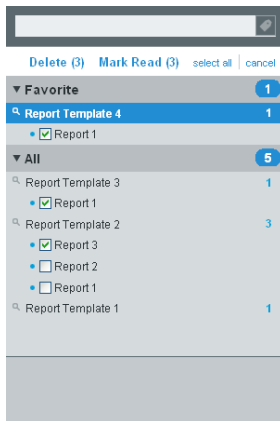 Delete (3) Mark Read (3) select all cancel
Favorite 1
Report Template 4 1
Report 1
All 5
Report Template 3 1
Report 1
Report Template 2 3
Report 3
Report 2
Report 1
Report Template 1 1